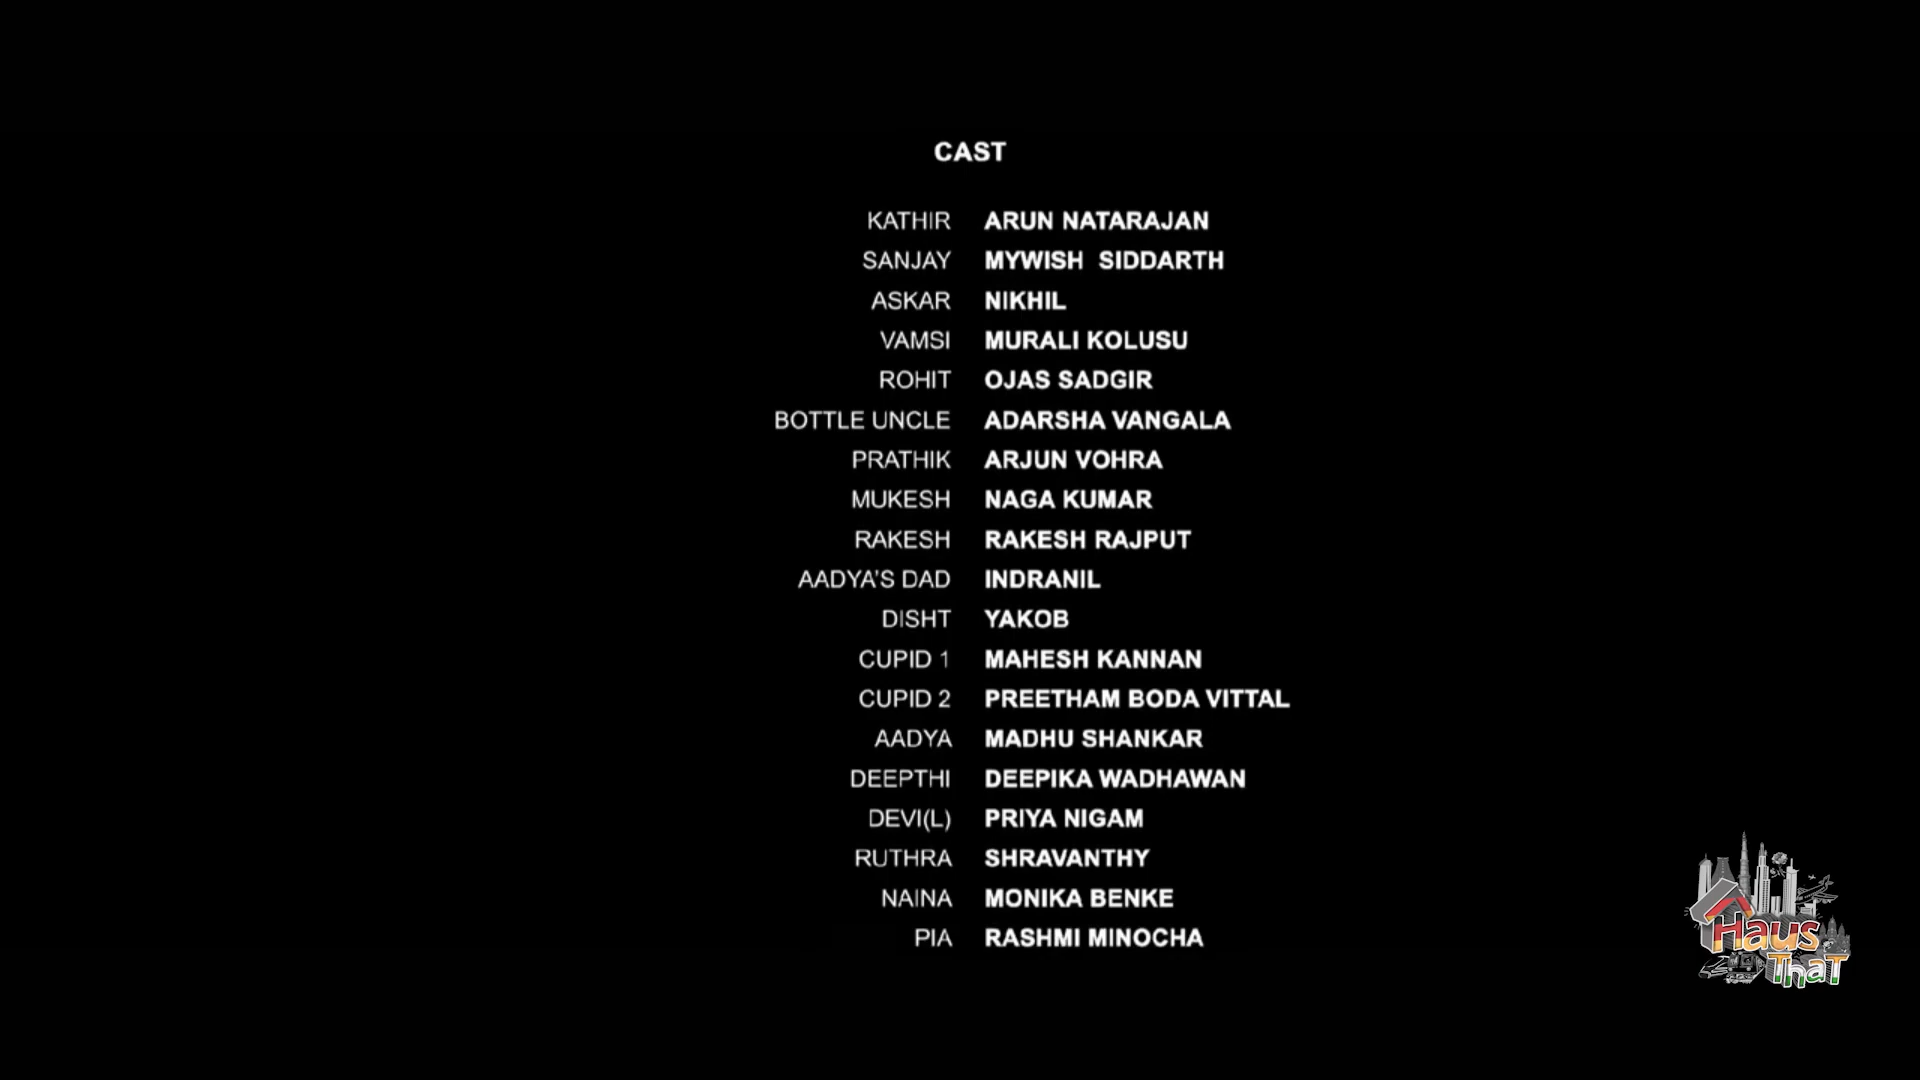 CAST
KATHIR ARUN NATARAJAN
SANJAY MYWISH SIDDARTH
ASKAR NIKHIL
VAMSI MURALI KOLUSU
ROHIT OJAS SADGIR
BOTTLE UNCLE ADARSHA VANGALA
PRATHIK ARJUN VOHRA
MUKESH NAGA KUMAR
RAKESH RAKESH RAJPUT
AADYA'S DAD INDRANIL
DISHT YAKOB
CUPID 1 MAHESH KANNAN
CUPID 2 PREETHAM BODA VITTAL
AADYA MADHU SHANKAR
DEEPTHI DEEPIKA WADHAWAN
DEVI(L) PRIYA NIGAM
RUTHRA SHRAVANTHY
NAINA MONIKA BENKE
PIA RASHMI MINOCHA
Haus
ThaT